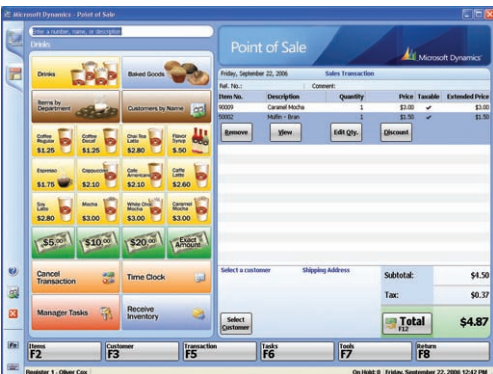 Microsoft Dynamics - Point of Sale
Enter a number, name, or description
Drinks
Drinks
Baked Goods
Items by
Department
Customers by Name
Coffee
Regular
$1.25
Coffee
Decaf
$1.25
Chai Tea
Latte
$2.80
Flavor
Syrup
$.50
Espresso
$1.75
Cappuccino
$2.10
Cafe
Americano
$2.10
Caffe
Latte
$2.60
Soy
Latte
$2.80
Mocha
$3.00
White Choc
Mocha
$3.00
Caramel
Mocha
$3.00
$5.00
$10.00
$20.00
Exact
Amount
Cancel
Transaction
Time Clock
Manager Tasks
Receive
Inventory
Point of Sale
Microsoft Dynamics
Friday, September 22, 2006 Sales Transaction
Ref. No.: Comment:
Item No. Description Quantity Price Taxable Extended Price
90009 Caramel Mocha 1 $3.00 $3.00
50002 Muffin - Bran 1 $1.50 $1.50
Remove View Edit Qty. Discount
Select a customer Shipping Address
Select
Customer
Subtotal: $4.50
Tax: $0.37
Total
F12
$4.87
Fn
Items
F2
Customer
F3
Transaction
F5
Tasks
F6
Tools
F7
Return
F8
Register 1 - Oliver Cox On Hold: 0 Friday, September 22, 2006 12:42 PM